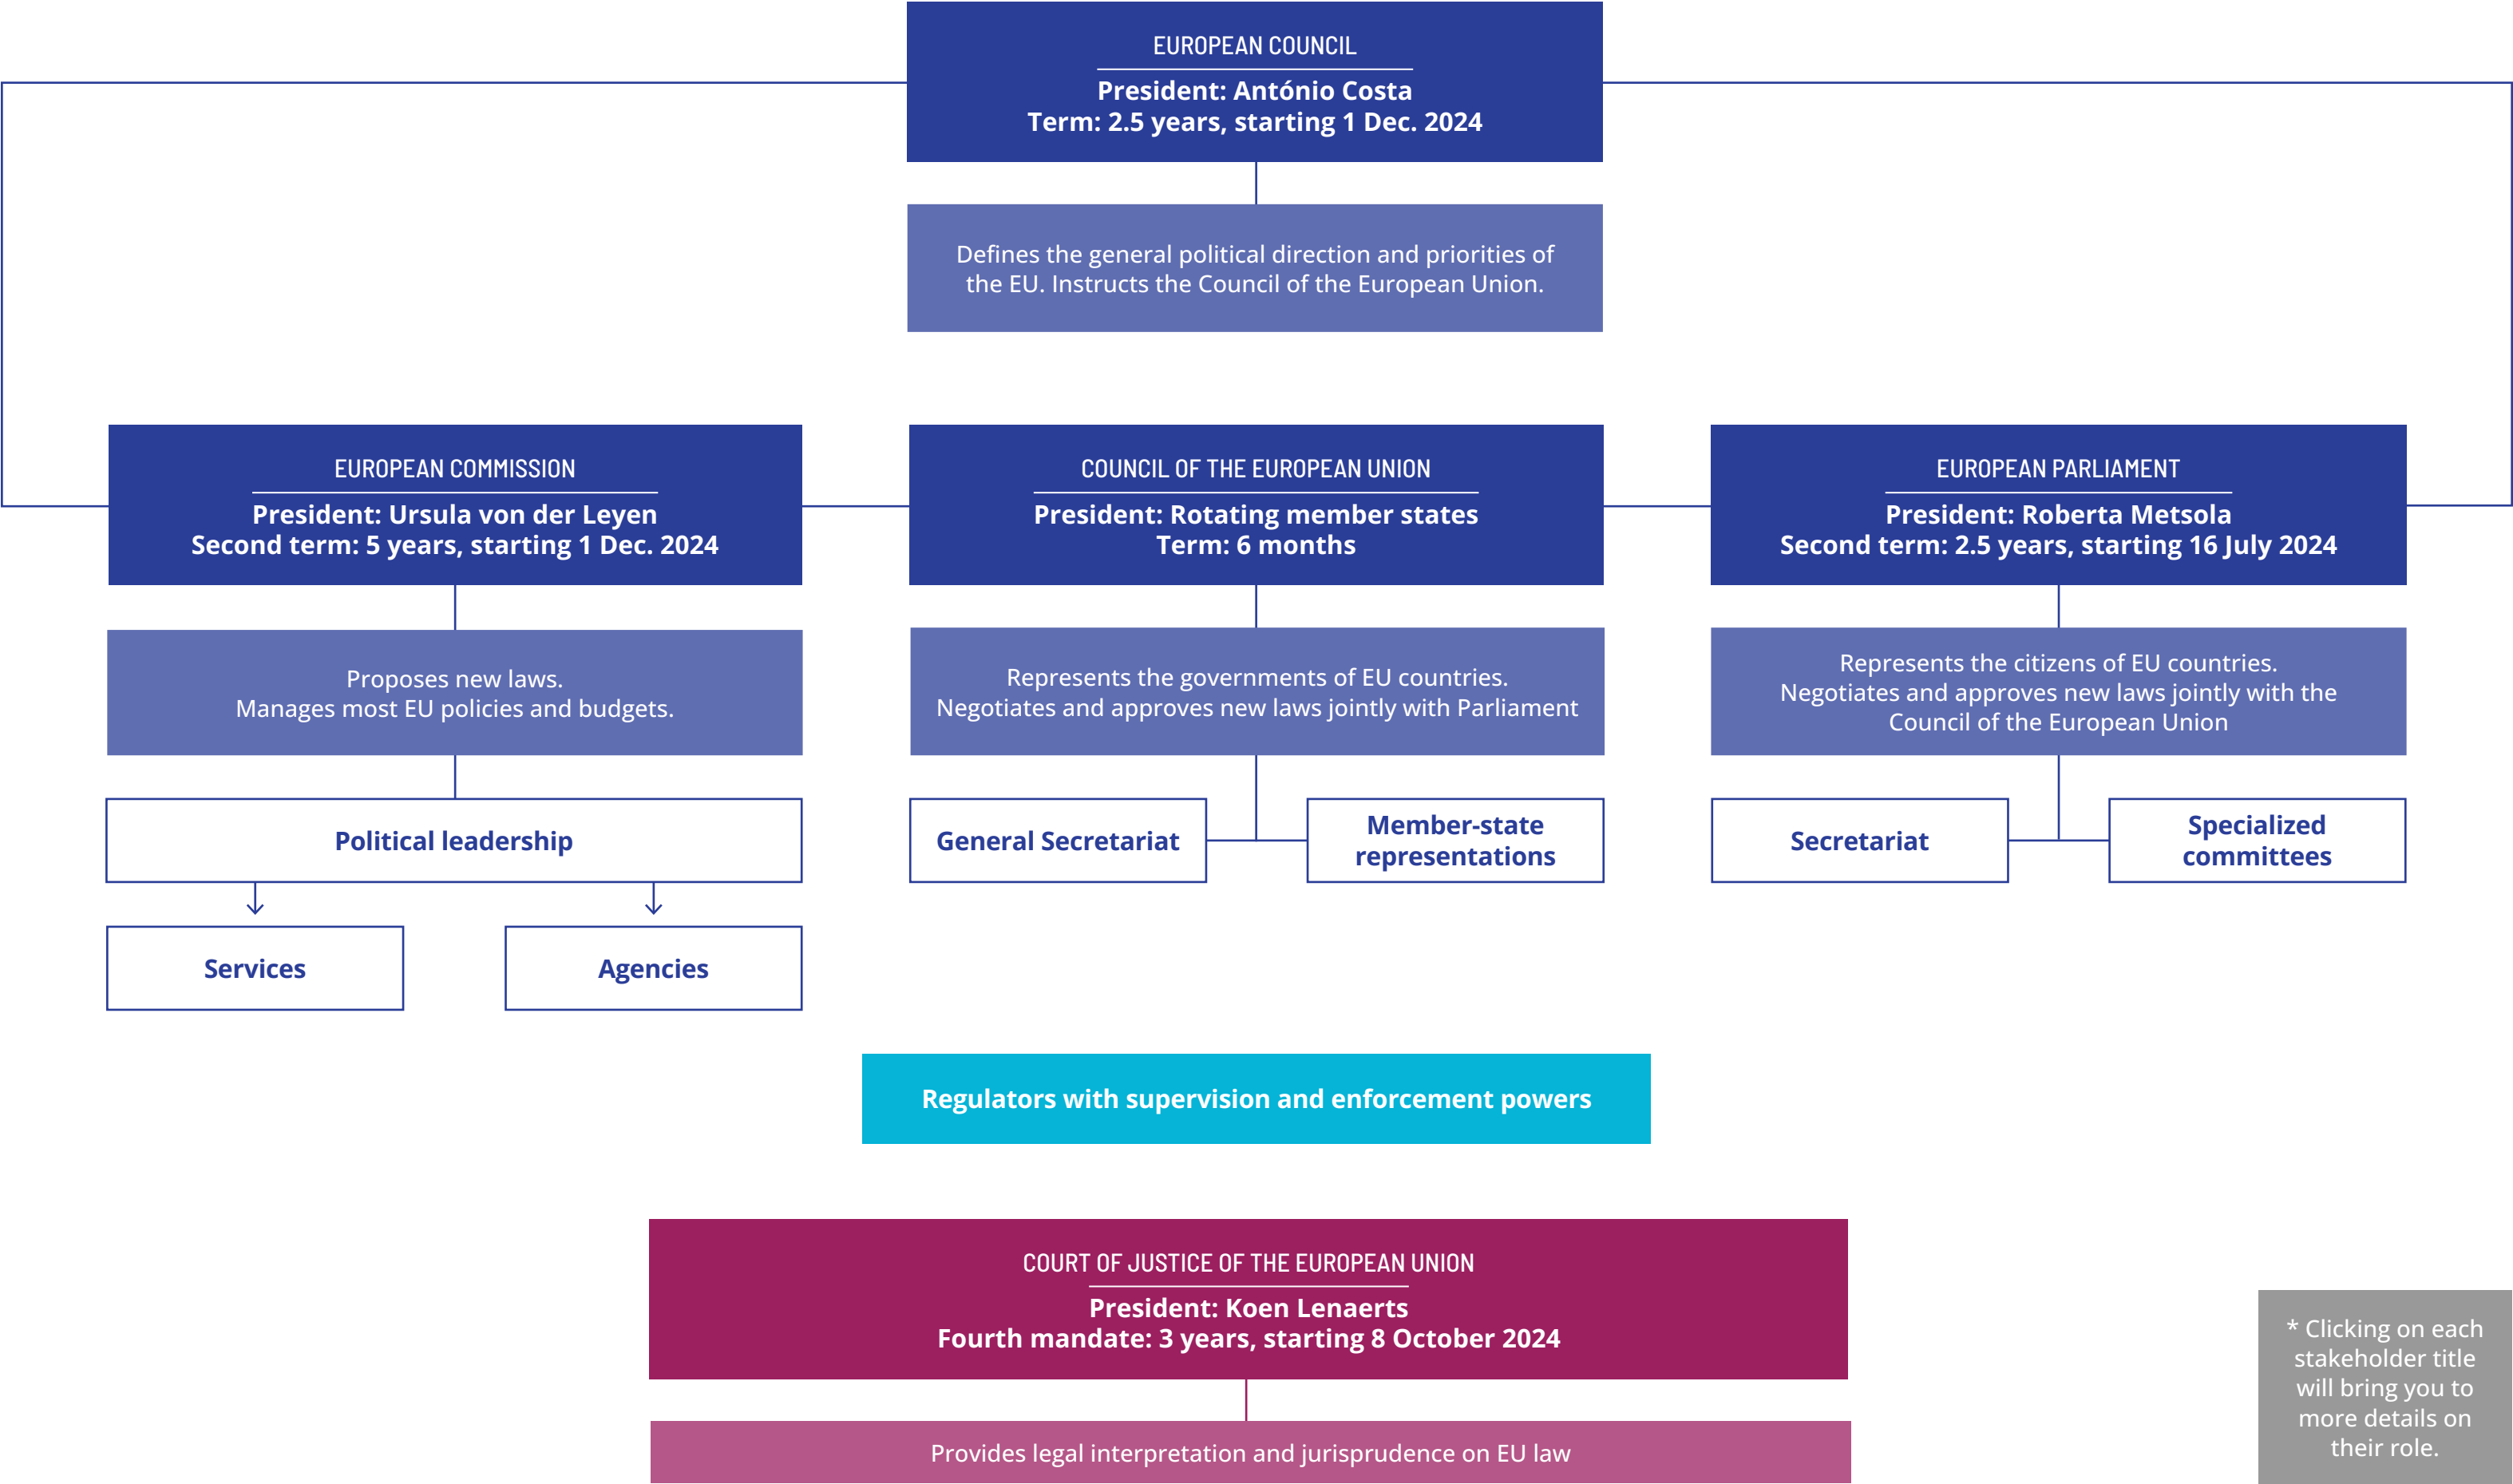 EUROPEAN COUNCIL
President: António Costa
Term: 2.5 years, starting 1 Dec. 2024
Defines the general political direction and priorities of
the EU. Instructs the Council of the European Union.
EUROPEAN COMMISSION
President: Ursula von der Leyen
Second term: 5 years, starting 1 Dec. 2024
Proposes new laws.
Manages most EU policies and budgets.
Political leadership
Services
Agencies
COUNCIL OF THE EUROPEAN UNION
President: Rotating member states
Term: 6 months
Represents the governments of EU countries.
Negotiates and approves new laws jointly with Parliament
General Secretariat
Member-state
representations
EUROPEAN PARLIAMENT
President: Roberta Metsola
Second term: 2.5 years, starting 16 July 2024
Represents the citizens of EU countries.
Negotiates and approves new laws jointly with the
Council of the European Union
Secretariat
Specialized
committees
Regulators with supervision and enforcement powers
COURT OF JUSTICE OF THE EUROPEAN UNION
President: Koen Lenaerts
Fourth mandate: 3 years, starting 8 October 2024
Provides legal interpretation and jurisprudence on EU law
* Clicking on each
stakeholder title
will bring you to
more details on
their role.